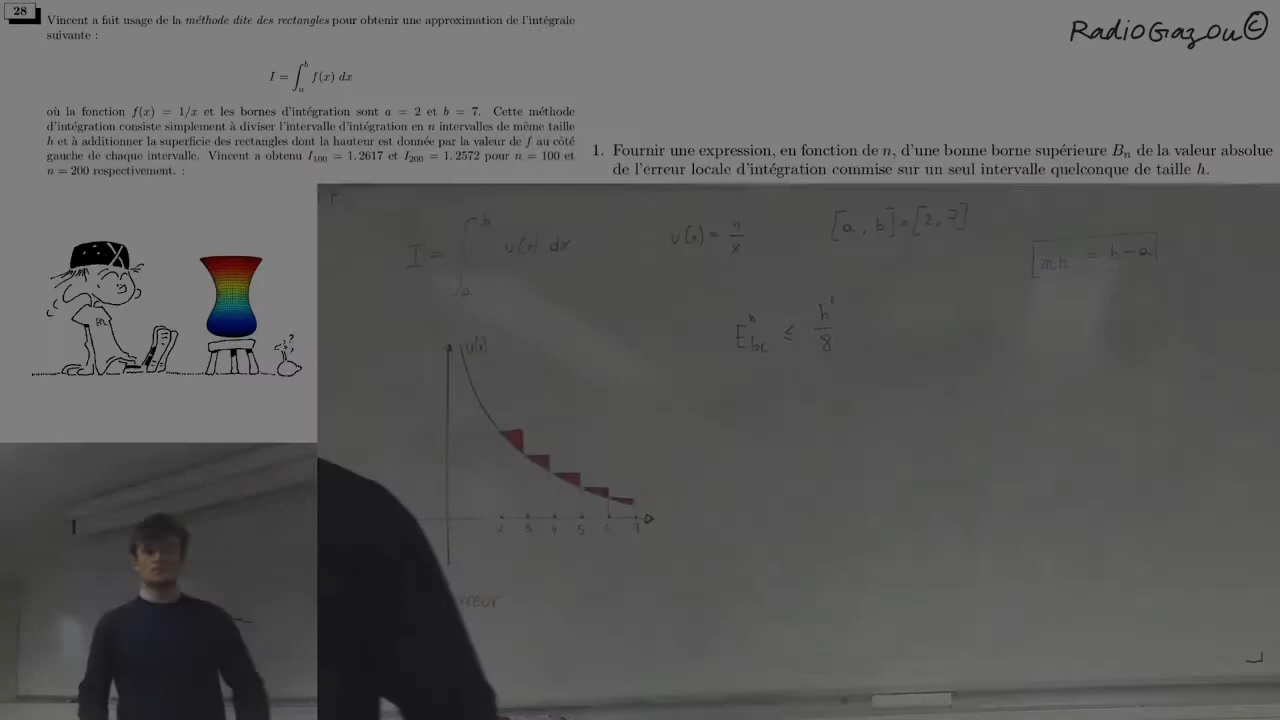 28
Vincent a fait usage de la méthode dite des rectangles pour obtenir une approximation de l'intégrale
suivante :
I = ∫_a^b f(x) dx
où la fonction f(x) = 1/x et les bornes d'intégration sont a = 2 et b = 7. Cette méthode
d'intégration consiste simplement à diviser l'intervalle d'intégration en n intervalles de même taille
h et à additionner la superficie des rectangles dont la hauteur est donnée par la valeur de f au côté
gauche de chaque intervalle. Vincent a obtenu I_100 = 1.2617 et I_200 = 1.2572 pour n = 100 et
n = 200 respectivement. :
RadioGazou©
1. Fournir une expression, en fonction de n, d'une bonne borne supérieure B_n de la valeur absolue
de l'erreur locale d'intégration commise sur un seul intervalle quelconque de taille h.
I = ∫_a^b u(x) dx
u(x) = 1/x
[a, b] = [2, 7]
E_loc^h ≤ h²/8
u(x)
2 3 4 5 6 7